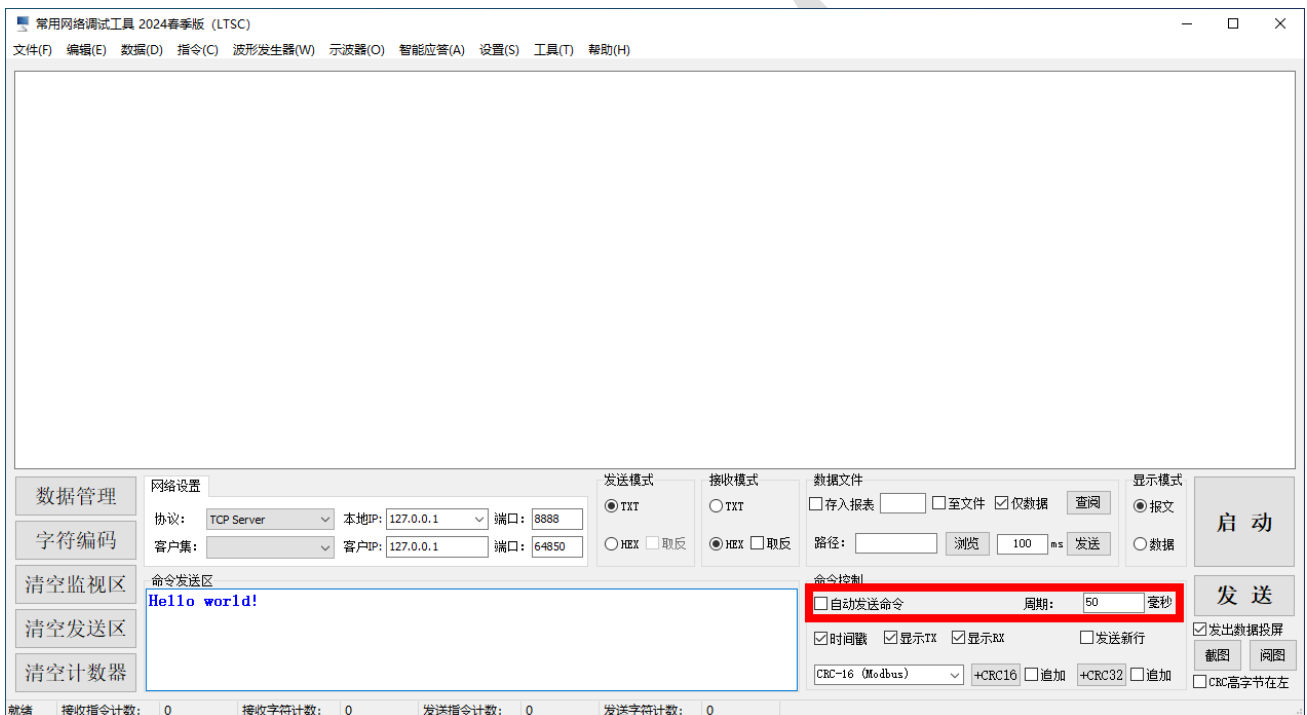 常用网络调试工具 2024春季版 (LTSC)
文件(F) 编辑(E) 数据(D) 指令(C) 波形发生器(W) 示波器(O) 智能应答(A) 设置(S) 工具(T) 帮助(H)
数据管理
字符编码
清空监视区
清空发送区
清空计数器
网络设置
协议: TCP Server 本地IP: 127.0.0.1 端口: 8888
客户集: 客户IP: 127.0.0.1 端口: 64850
发送模式
TXT
HEX 取反
接收模式
TXT
HEX 取反
数据文件
存入报表 至文件 仅数据 查阅
路径: 浏览 100 ms 发送
显示模式
报文
数据
启 动
命令发送区
Hello world!
命令控制
自动发送命令 周期: 50 毫秒
时间戳 显示TX 显示RX 发送新行
CRC-16 (Modbus) +CRC16 追加 +CRC32 追加
发 送
发出数据投屏
截图 阅图
CRC高字节在左
就绪 接收指令计数: 0 接收字符计数: 0 发送指令计数: 0 发送字符计数: 0